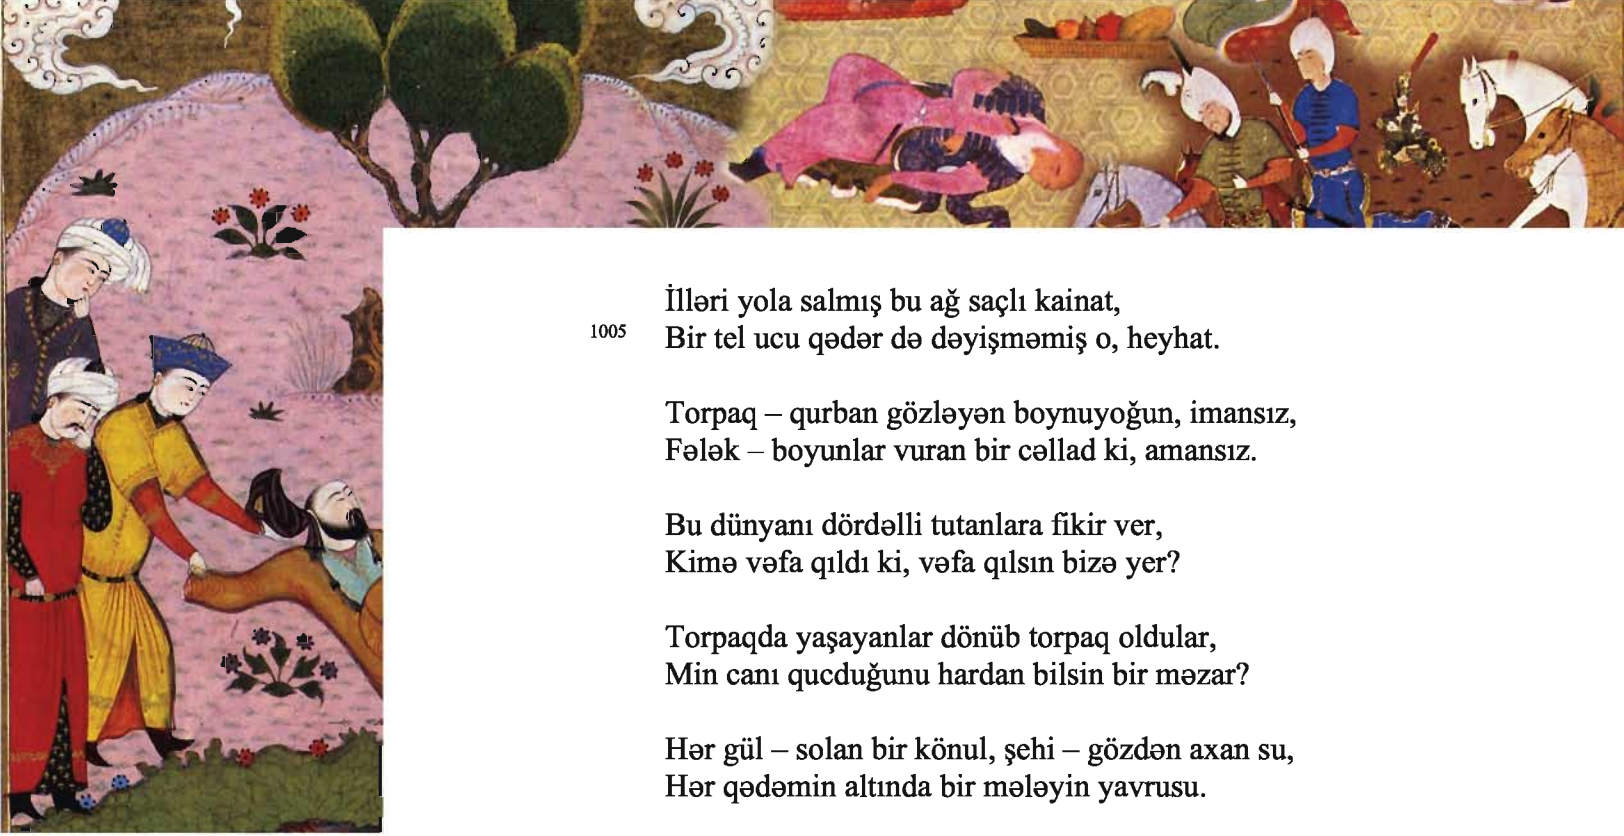 İlləri yola salmış bu ağ saçlı kainat,
1005 Bir tel ucu qədər də dəyişməmiş o, heyhat.
Torpaq – qurban gözləyən boynuyoğun, imansız,
Fələk – boyunlar vuran bir cəllad ki, amansız.
Bu dünyanı dördəlli tutanlara fikir ver,
Kimə vəfa qıldı ki, vəfa qılsın bizə yer?
Torpaqda yaşayanlar dönüb torpaq oldular,
Min canı qucduğunu hardan bilsin bir məzar?
Hər gül – solan bir könul, şehi – gözdən axan su,
Hər qədəmin altında bir mələyin yavrusu.